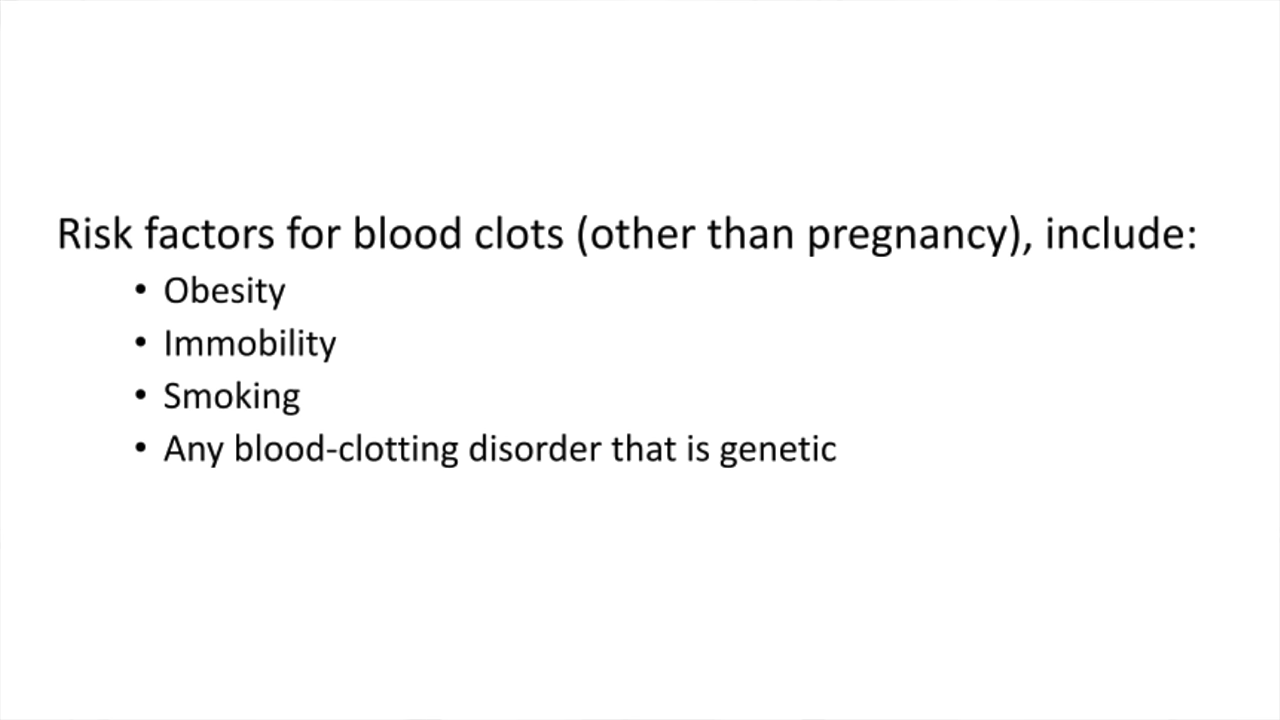 Risk factors for blood clots (other than pregnancy), include:
• Obesity
• Immobility
• Smoking
• Any blood-clotting disorder that is genetic